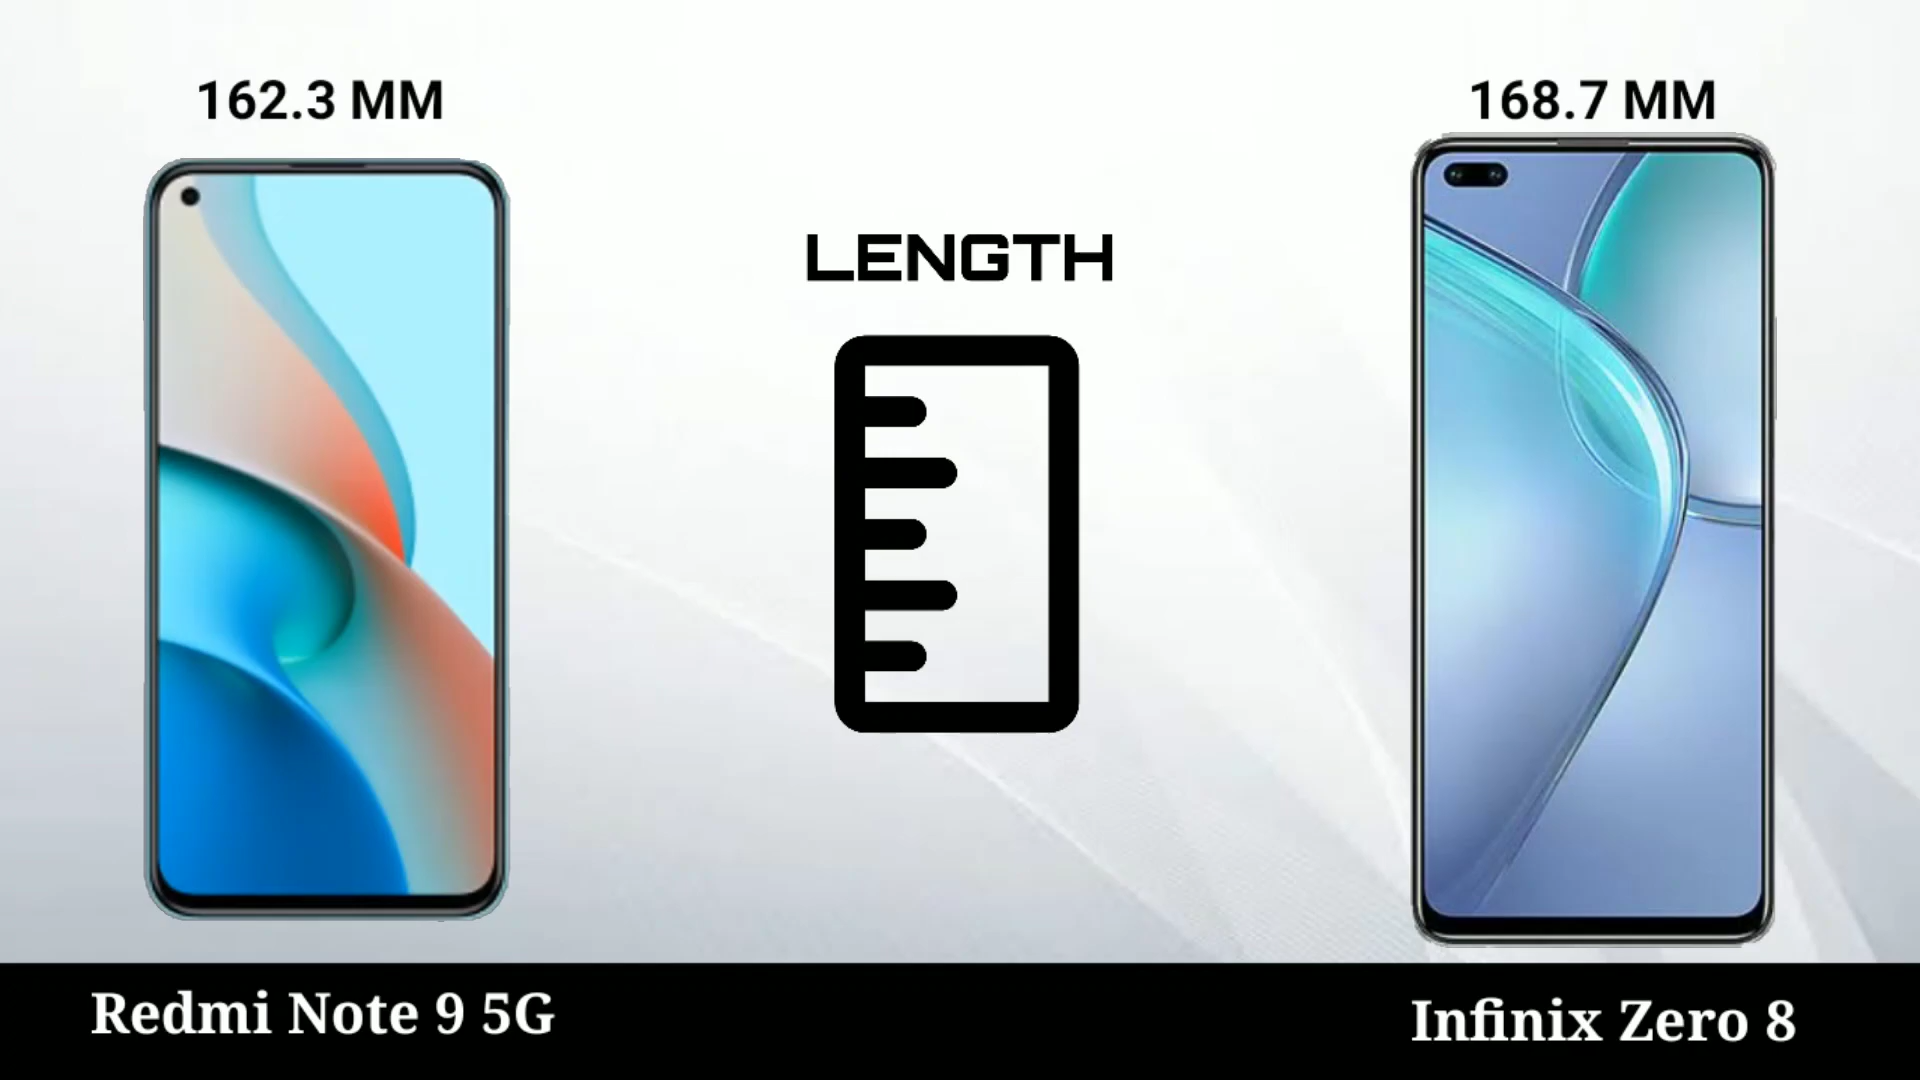 162.3 MM
168.7 MM
LENGTH
Redmi Note 9 5G
Infinix Zero 8